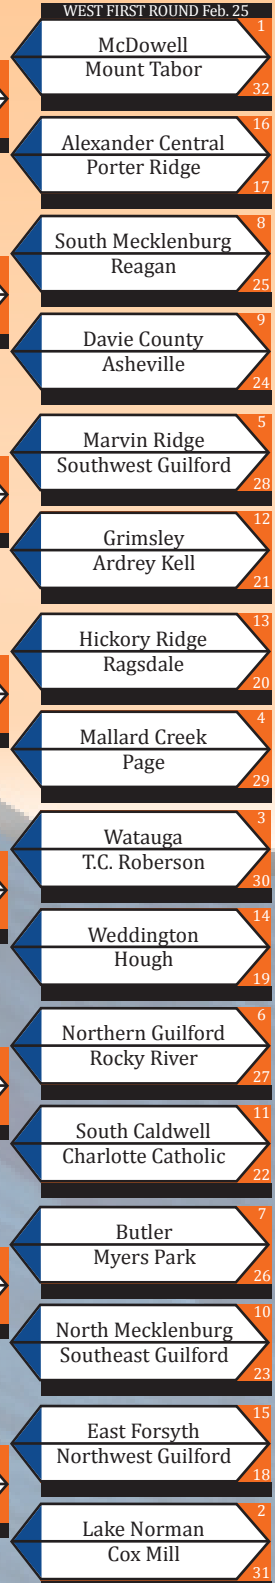 WEST FIRST ROUND Feb. 25
1
McDowell
Mount Tabor
32
16
Alexander Central
Porter Ridge
17
8
South Mecklenburg
Reagan
25
9
Davie County
Asheville
24
5
Marvin Ridge
Southwest Guilford
28
12
Grimsley
Ardrey Kell
21
13
Hickory Ridge
Ragsdale
20
4
Mallard Creek
Page
29
3
Watauga
T.C. Roberson
30
14
Weddington
Hough
19
6
Northern Guilford
Rocky River
27
11
South Caldwell
Charlotte Catholic
22
7
Butler
Myers Park
26
10
North Mecklenburg
Southeast Guilford
23
15
East Forsyth
Northwest Guilford
18
2
Lake Norman
Cox Mill
31